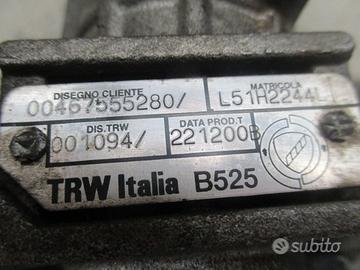 DISEGNO CLIENTE MATRICOLA
00467555280/ L51H2244L
DIS.TRW DATA PROD.T
001094/ 221200B
TRW Italia B525
subito